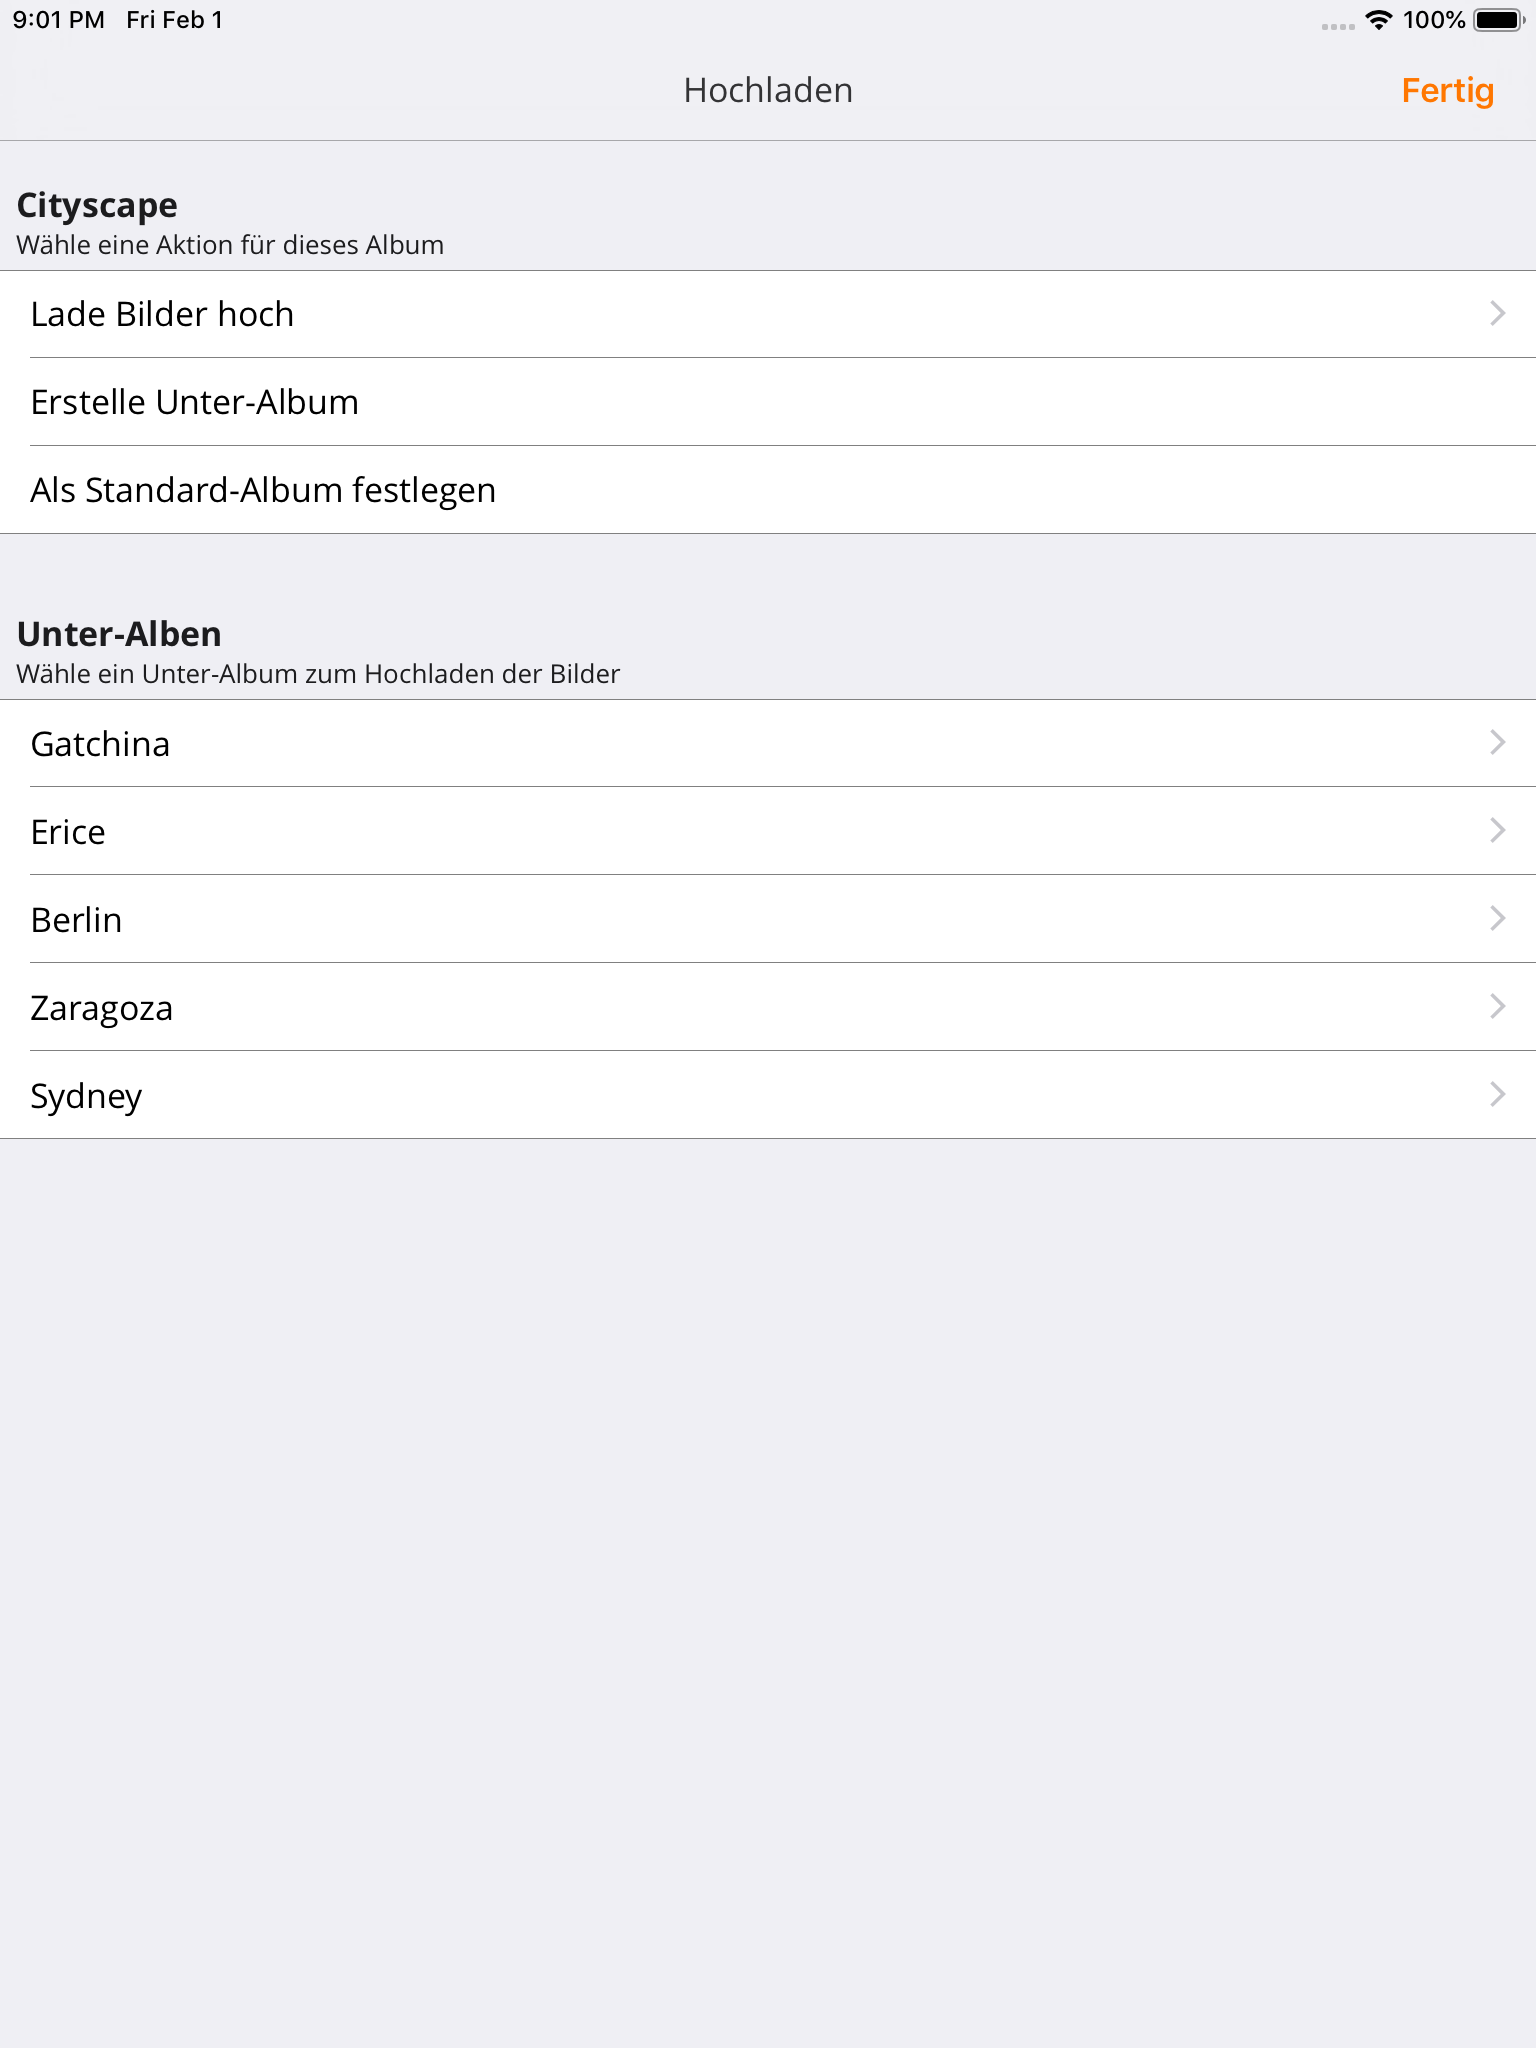 9:01 PM Fri Feb 1 100%
Hochladen Fertig
Cityscape
Wähle eine Aktion für dieses Album
Lade Bilder hoch
Erstelle Unter-Album
Als Standard-Album festlegen
Unter-Alben
Wähle ein Unter-Album zum Hochladen der Bilder
Gatchina
Erice
Berlin
Zaragoza
Sydney